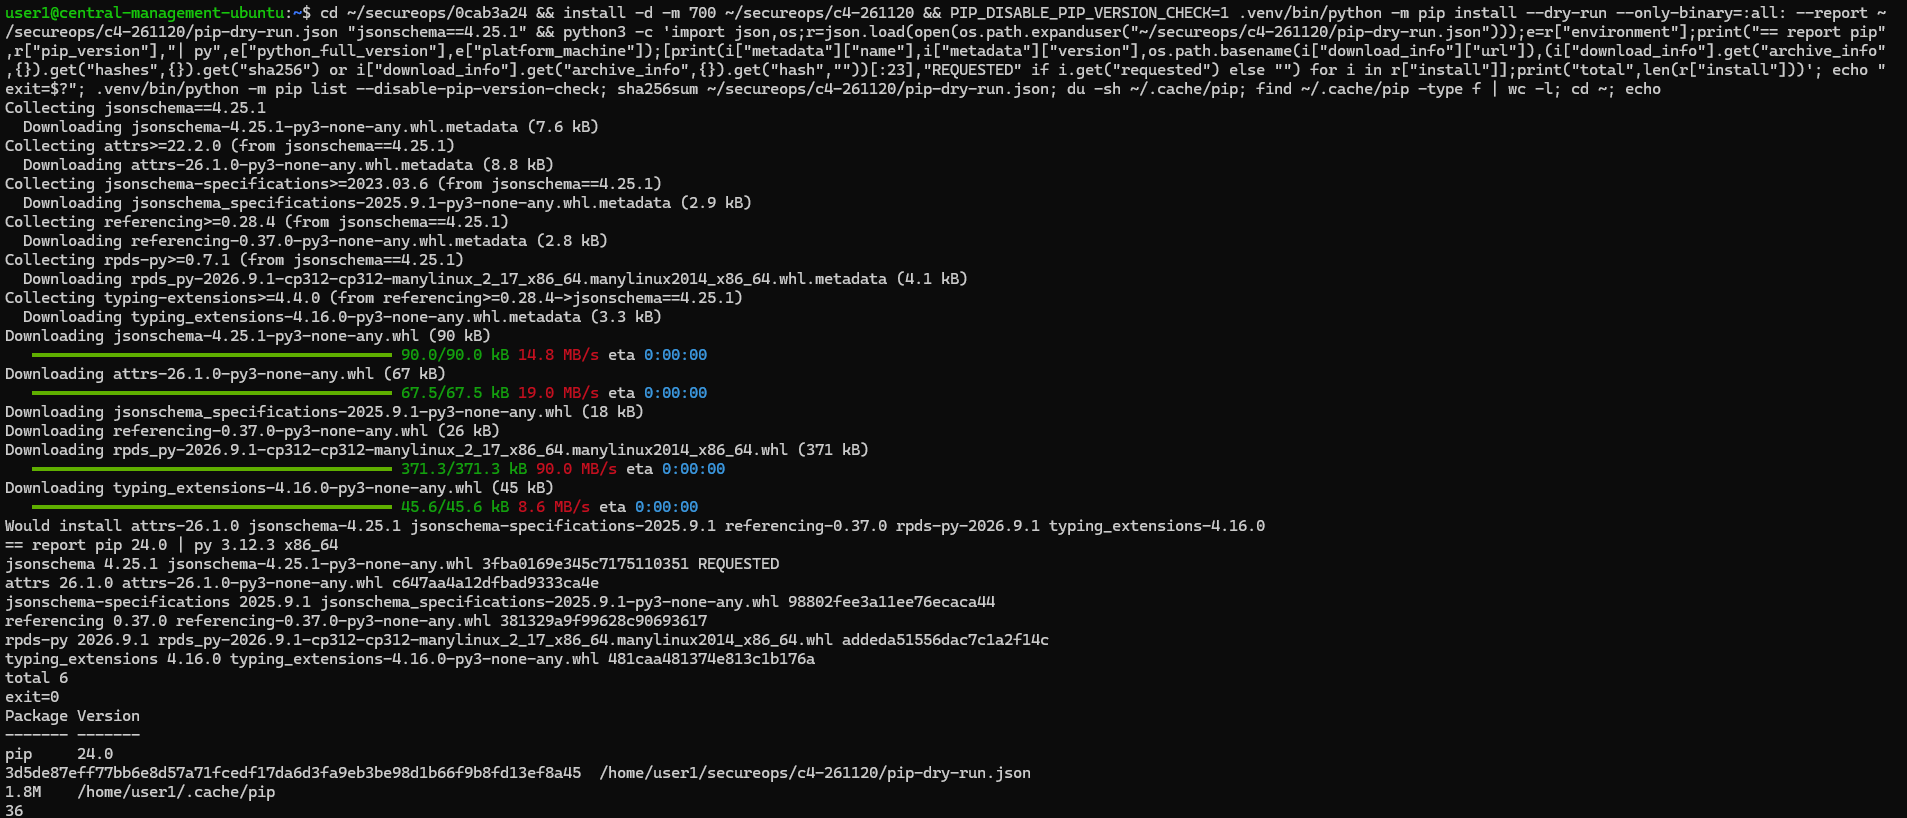 user1@central-management-ubuntu:~$ cd ~/secureops/0cab3a24 && install -d -m 700 ~/secureops/c4-261120 && PIP_DISABLE_PIP_VERSION_CHECK=1 .venv/bin/python -m pip install --dry-run --only-binary=:all: --report ~
/secureops/c4-261120/pip-dry-run.json "jsonschema==4.25.1" && python3 -c 'import json,os;r=json.load(open(os.path.expanduser("~/secureops/c4-261120/pip-dry-run.json")));e=r["environment"];print("== report pip"
,r["pip_version"],"| py",e["python_full_version"],e["platform_machine"]);[print(i["metadata"]["name"],i["metadata"]["version"],os.path.basename(i["download_info"]["url"]),(i["download_info"].get("archive_info"
,{}).get("hashes",{}).get("sha256") or i["download_info"].get("archive_info",{}).get("hash",""))[:23],"REQUESTED" if i.get("requested") else "") for i in r["install"]];print("total",len(r["install"]))'; echo "
exit=$?"; .venv/bin/python -m pip list --disable-pip-version-check; sha256sum ~/secureops/c4-261120/pip-dry-run.json; du -sh ~/.cache/pip; find ~/.cache/pip -type f | wc -l; cd ~; echo
Collecting jsonschema==4.25.1
  Downloading jsonschema-4.25.1-py3-none-any.whl.metadata (7.6 kB)
Collecting attrs>=22.2.0 (from jsonschema==4.25.1)
  Downloading attrs-26.1.0-py3-none-any.whl.metadata (8.8 kB)
Collecting jsonschema-specifications>=2023.03.6 (from jsonschema==4.25.1)
  Downloading jsonschema_specifications-2025.9.1-py3-none-any.whl.metadata (2.9 kB)
Collecting referencing>=0.28.4 (from jsonschema==4.25.1)
  Downloading referencing-0.37.0-py3-none-any.whl.metadata (2.8 kB)
Collecting rpds-py>=0.7.1 (from jsonschema==4.25.1)
  Downloading rpds_py-2026.9.1-cp312-cp312-manylinux_2_17_x86_64.manylinux2014_x86_64.whl.metadata (4.1 kB)
Collecting typing-extensions>=4.4.0 (from referencing>=0.28.4->jsonschema==4.25.1)
  Downloading typing_extensions-4.16.0-py3-none-any.whl.metadata (3.3 kB)
Downloading jsonschema-4.25.1-py3-none-any.whl (90 kB)
90.0/90.0 kB 14.8 MB/s eta 0:00:00
Downloading attrs-26.1.0-py3-none-any.whl (67 kB)
67.5/67.5 kB 19.0 MB/s eta 0:00:00
Downloading jsonschema_specifications-2025.9.1-py3-none-any.whl (18 kB)
Downloading referencing-0.37.0-py3-none-any.whl (26 kB)
Downloading rpds_py-2026.9.1-cp312-cp312-manylinux_2_17_x86_64.manylinux2014_x86_64.whl (371 kB)
371.3/371.3 kB 90.0 MB/s eta 0:00:00
Downloading typing_extensions-4.16.0-py3-none-any.whl (45 kB)
45.6/45.6 kB 8.6 MB/s eta 0:00:00
Would install attrs-26.1.0 jsonschema-4.25.1 jsonschema-specifications-2025.9.1 referencing-0.37.0 rpds-py-2026.9.1 typing_extensions-4.16.0
== report pip 24.0 | py 3.12.3 x86_64
jsonschema 4.25.1 jsonschema-4.25.1-py3-none-any.whl 3fba0169e345c7175110351 REQUESTED
attrs 26.1.0 attrs-26.1.0-py3-none-any.whl c647aa4a12dfbad9333ca4e
jsonschema-specifications 2025.9.1 jsonschema_specifications-2025.9.1-py3-none-any.whl 98802fee3a11ee76ecaca44
referencing 0.37.0 referencing-0.37.0-py3-none-any.whl 381329a9f99628c90693617
rpds-py 2026.9.1 rpds_py-2026.9.1-cp312-cp312-manylinux_2_17_x86_64.manylinux2014_x86_64.whl addeda51556dac7c1a2f14c
typing_extensions 4.16.0 typing_extensions-4.16.0-py3-none-any.whl 481caa481374e813c1b176a
total 6
exit=0
Package Version
------- -------
pip     24.0
3d5de87eff77bb6e8d57a71fcedf17da6d3fa9eb3be98d1b66f9b8fd13ef8a45  /home/user1/secureops/c4-261120/pip-dry-run.json
1.8M    /home/user1/.cache/pip
36